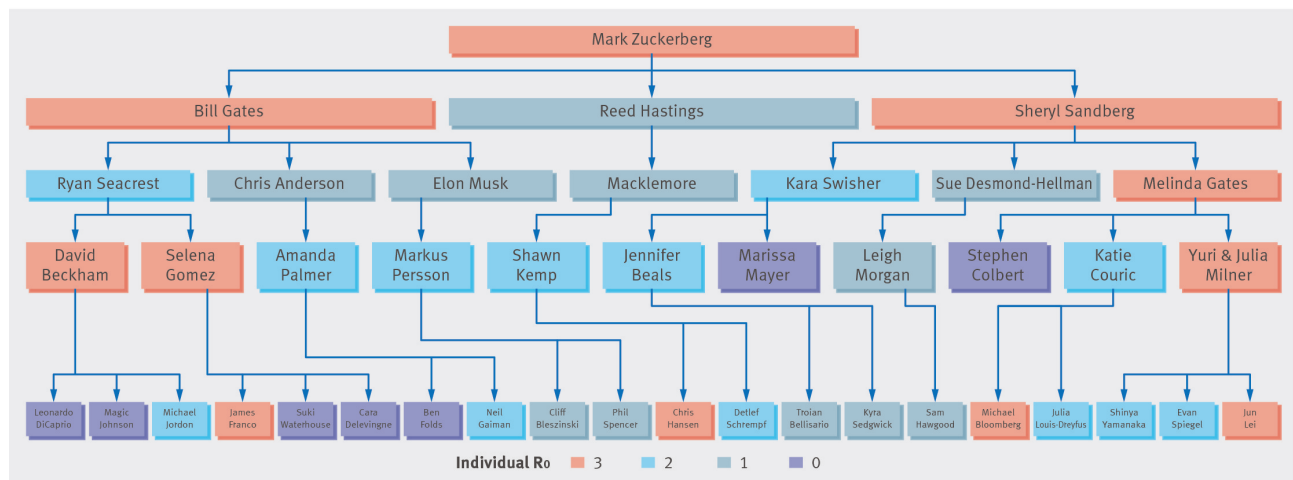 Mark Zuckerberg
Bill Gates
Reed Hastings
Sheryl Sandberg
Ryan Seacrest
Chris Anderson
Elon Musk
Macklemore
Kara Swisher
Sue Desmond-Hellman
Melinda Gates
David
Beckham
Selena
Gomez
Amanda
Palmer
Markus
Persson
Shawn
Kemp
Jennifer
Beals
Marissa
Mayer
Leigh
Morgan
Stephen
Colbert
Katie
Couric
Yuri & Julia
Milner
Leonardo
DiCaprio
Magic
Johnson
Michael
Jordon
James
Franco
Suki
Waterhouse
Cara
Delevingne
Ben
Folds
Neil
Gaiman
Cliff
Bleszinski
Phil
Spencer
Chris
Hansen
Detlef
Schrempf
Troian
Bellisario
Kyra
Sedgwick
Sam
Hawgood
Michael
Bloomberg
Julia
Louis-Dreyfus
Shinya
Yamanaka
Evan
Spiegel
Jun
Lei
Individual R₀ 3 2 1 0